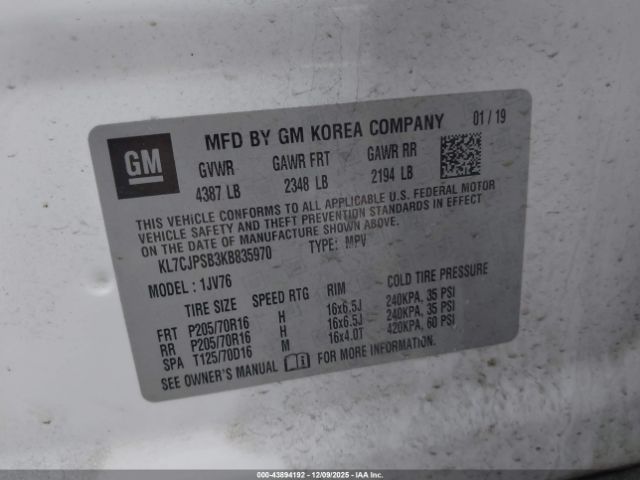 MFD BY GM KOREA COMPANY 01 / 19
GM
GVWR GAWR FRT GAWR RR
4387 LB 2348 LB 2194 LB
THIS VEHICLE CONFORMS TO ALL APPLICABLE U.S. FEDERAL MOTOR
VEHICLE SAFETY AND THEFT PREVENTION STANDARDS IN EFFECT
ON THE DATE OF MANUFACTURE SHOWN ABOVE.
KL7CJPSB3KB835970 TYPE: MPV
MODEL : 1JV76
TIRE SIZE SPEED RTG RIM COLD TIRE PRESSURE
FRT P205/70R16 H 16x6.5J 240KPA, 35 PSI
RR P205/70R16 H 16x6.5J 240KPA, 35 PSI
SPA T125/70D16 M 16x4.0T 420KPA, 60 PSI
SEE OWNER'S MANUAL FOR MORE INFORMATION.
000-43894192 - 12/09/2025 - IAA Inc.